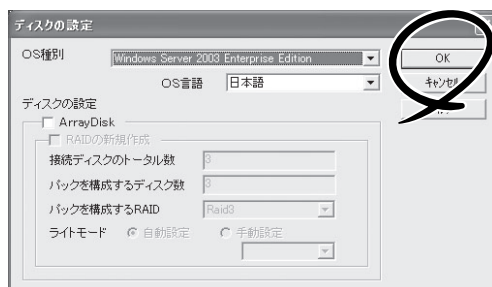 ディスクの設定
OS種別 Windows Server 2003 Enterprise Edition
OK
OS言語 日本語
キャンセル
ディスクの設定
ArrayDisk
RAIDの新規作成
接続ディスクのトータル数 3
パックを構成するディスク数 3
パックを構成するRAID Raid3
ライトモード 自動設定 手動設定